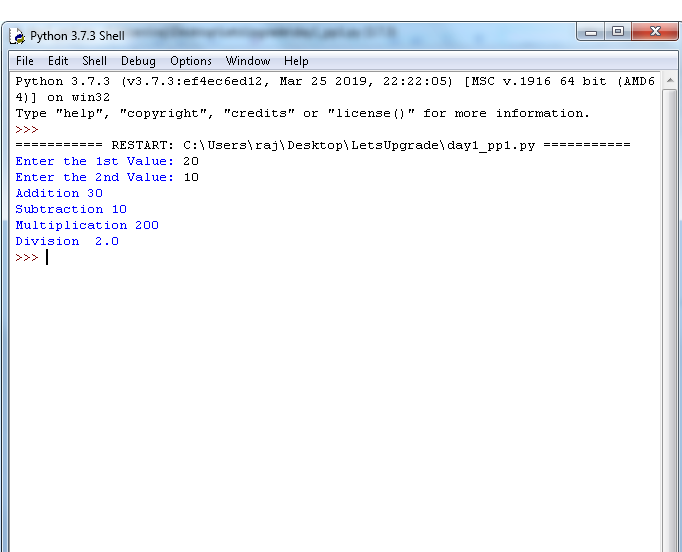 Python 3.7.3 Shell
File Edit Shell Debug Options Window Help
Python 3.7.3 (v3.7.3:ef4ec6ed12, Mar 25 2019, 22:22:05) [MSC v.1916 64 bit (AMD6
4)] on win32
Type "help", "copyright", "credits" or "license()" for more information.
>>>
=========== RESTART: C:\Users\raj\Desktop\LetsUpgrade\day1_pp1.py ===========
Enter the 1st Value: 20
Enter the 2nd Value: 10
Addition 30
Subtraction 10
Multiplication 200
Division  2.0
>>>